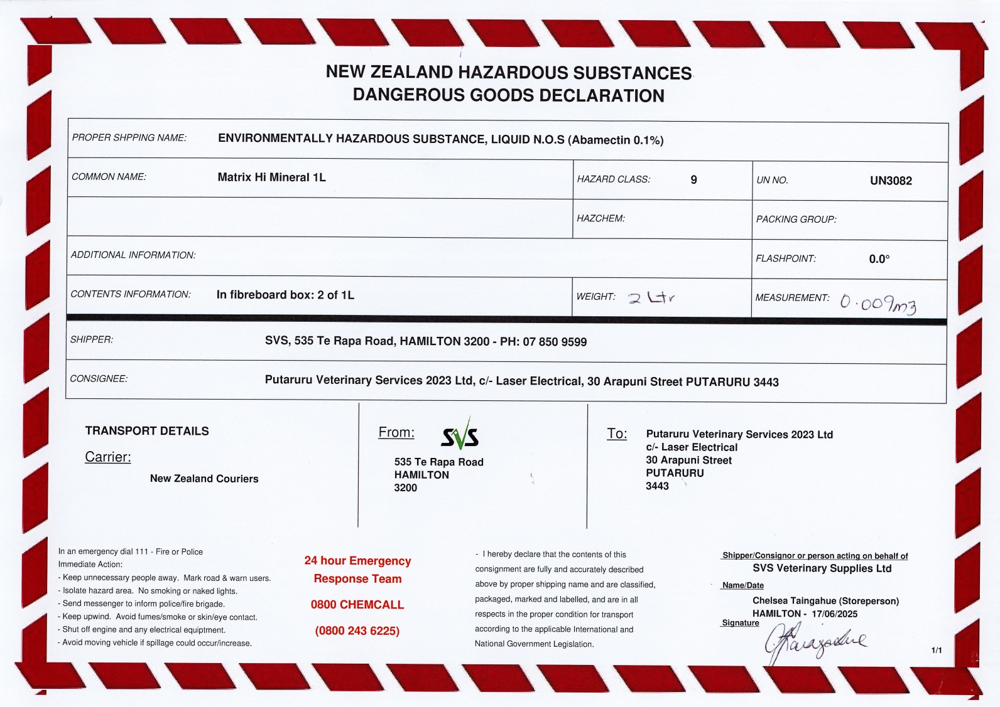 NEW ZEALAND HAZARDOUS SUBSTANCES
DANGEROUS GOODS DECLARATION
PROPER SHPPING NAME: ENVIRONMENTALLY HAZARDOUS SUBSTANCE, LIQUID N.O.S (Abamectin 0.1%)
COMMON NAME: Matrix Hi Mineral 1L HAZARD CLASS: 9 UN NO. UN3082
HAZCHEM: PACKING GROUP:
ADDITIONAL INFORMATION: FLASHPOINT: 0.0°
CONTENTS INFORMATION: In fibreboard box: 2 of 1L WEIGHT: 2 Ltr MEASUREMENT: 0.009m3
SHIPPER: SVS, 535 Te Rapa Road, HAMILTON 3200 - PH: 07 850 9599
CONSIGNEE: Putaruru Veterinary Services 2023 Ltd, c/- Laser Electrical, 30 Arapuni Street PUTARURU 3443
TRANSPORT DETAILS
Carrier:
New Zealand Couriers
From: SVS
535 Te Rapa Road
HAMILTON
3200
To: Putaruru Veterinary Services 2023 Ltd
c/- Laser Electrical
30 Arapuni Street
PUTARURU
3443
In an emergency dial 111 - Fire or Police
Immediate Action:
- Keep unnecessary people away. Mark road & warn users.
- Isolate hazard area. No smoking or naked lights.
- Send messenger to inform police/fire brigade.
- Keep upwind. Avoid fumes/smoke or skin/eye contact.
- Shut off engine and any electrical equiptment.
- Avoid moving vehicle if spillage could occur/increase.
24 hour Emergency
Response Team
0800 CHEMCALL
(0800 243 6225)
- I hereby declare that the contents of this
consignment are fully and accurately described
above by proper shipping name and are classified,
packaged, marked and labelled, and are in all
respects in the proper condition for transport
according to the applicable International and
National Government Legislation.
Shipper/Consignor or person acting on behalf of
SVS Veterinary Supplies Ltd
Name/Date
Chelsea Taingahue (Storeperson)
HAMILTON - 17/06/2025
Signature
1/1